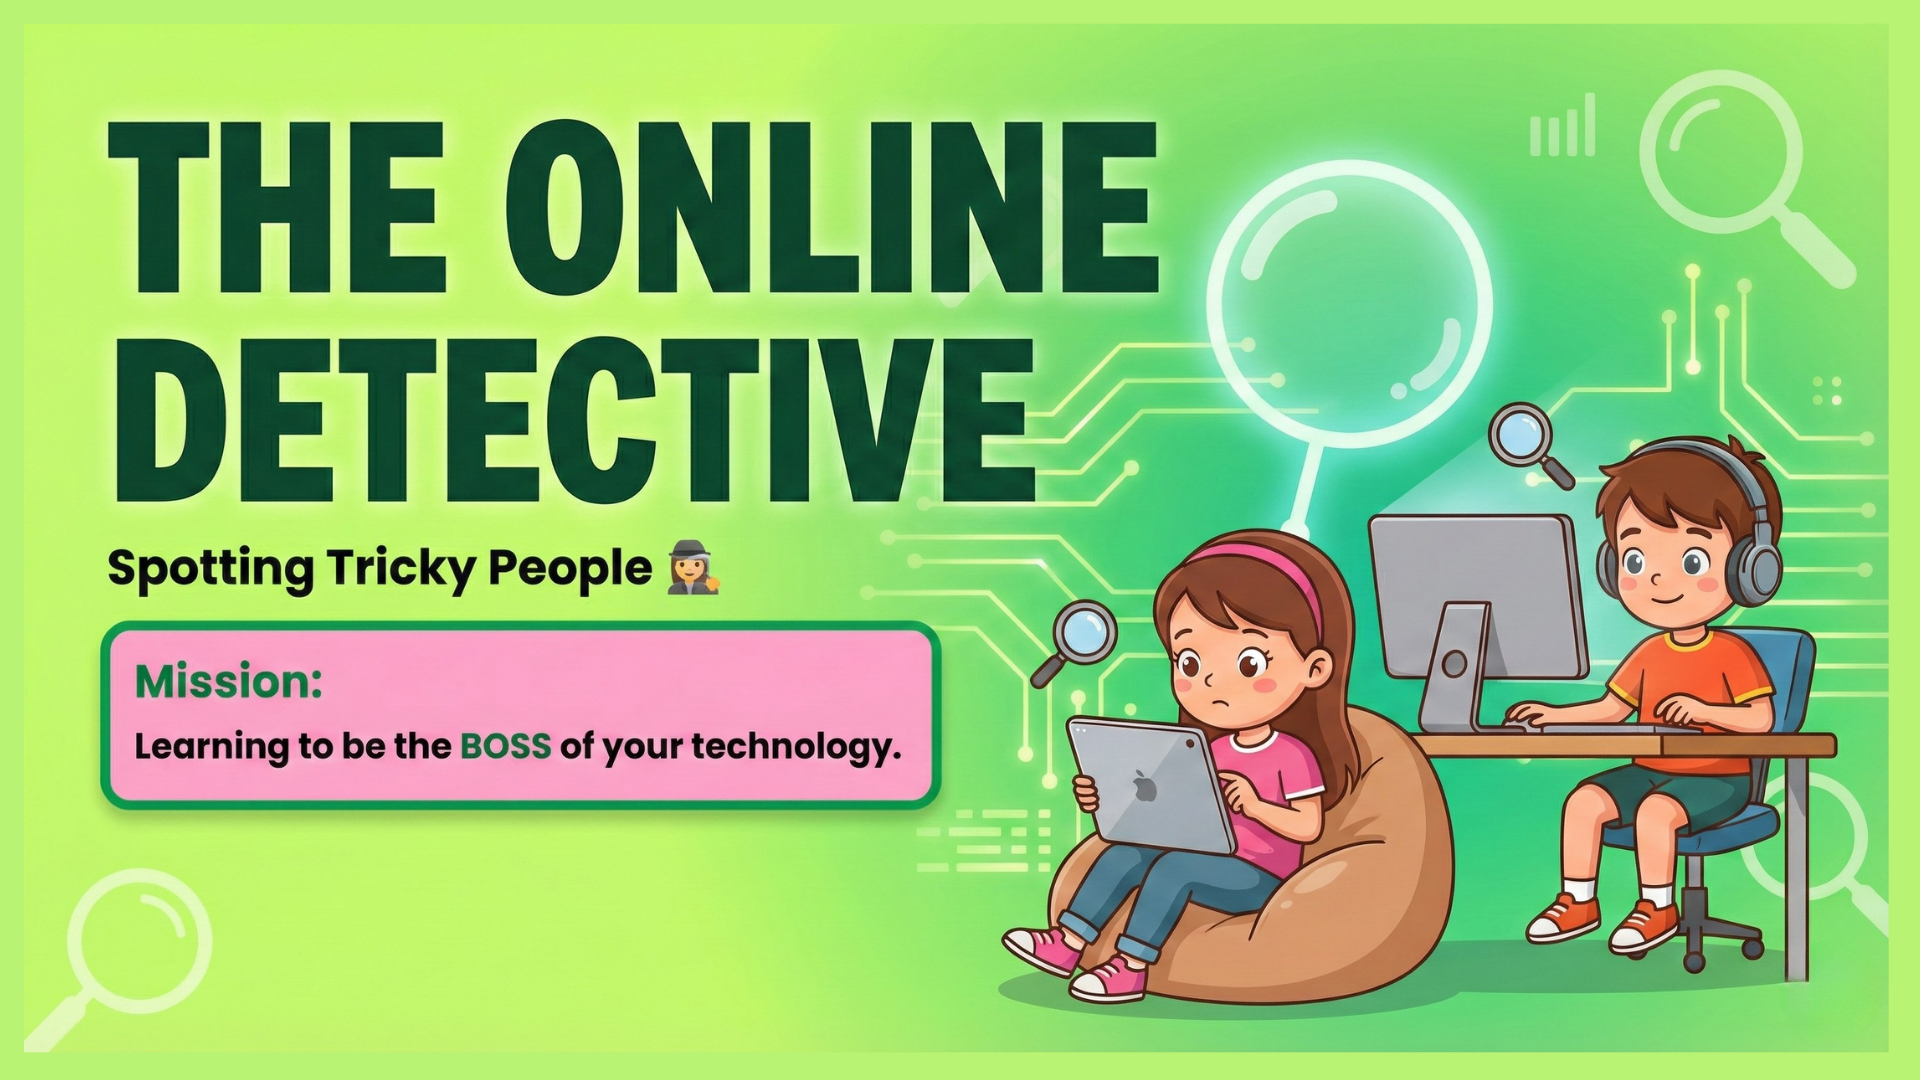 THE ONLINE
DETECTIVE
Spotting Tricky People 🕵️‍♀️
Mission:
Learning to be the BOSS of your technology.